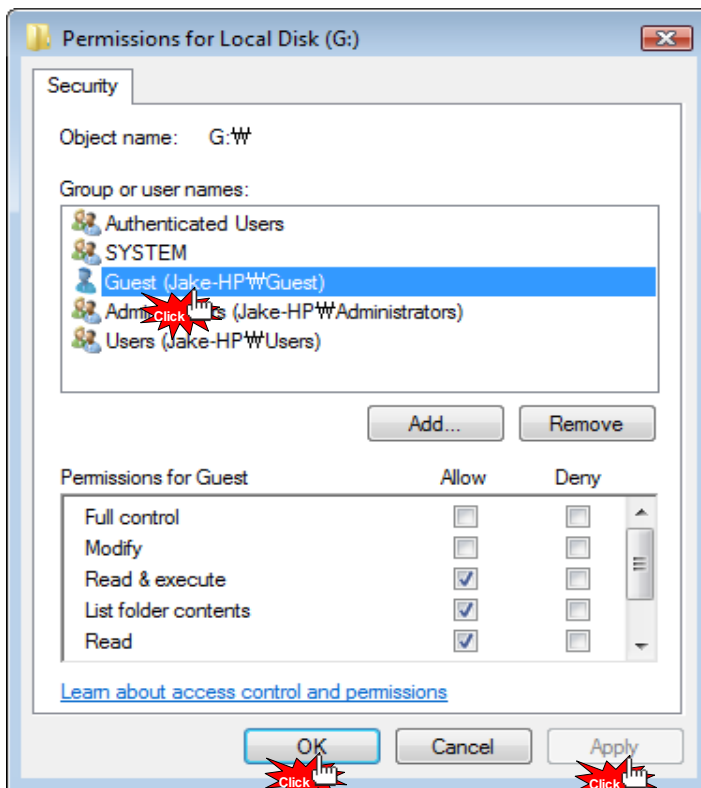 Permissions for Local Disk (G:)
Security
Object name: G:₩
Group or user names:
Authenticated Users
SYSTEM
Guest (Jake-HP₩Guest)
Click
(Jake-HP₩Administrators)
Users (Jake-HP₩Users)
Add...
Remove
Permissions for Guest Allow Deny
Full control
Modify
Read & execute
List folder contents
Read
Learn about access control and permissions
OK Cancel Apply
Click Click